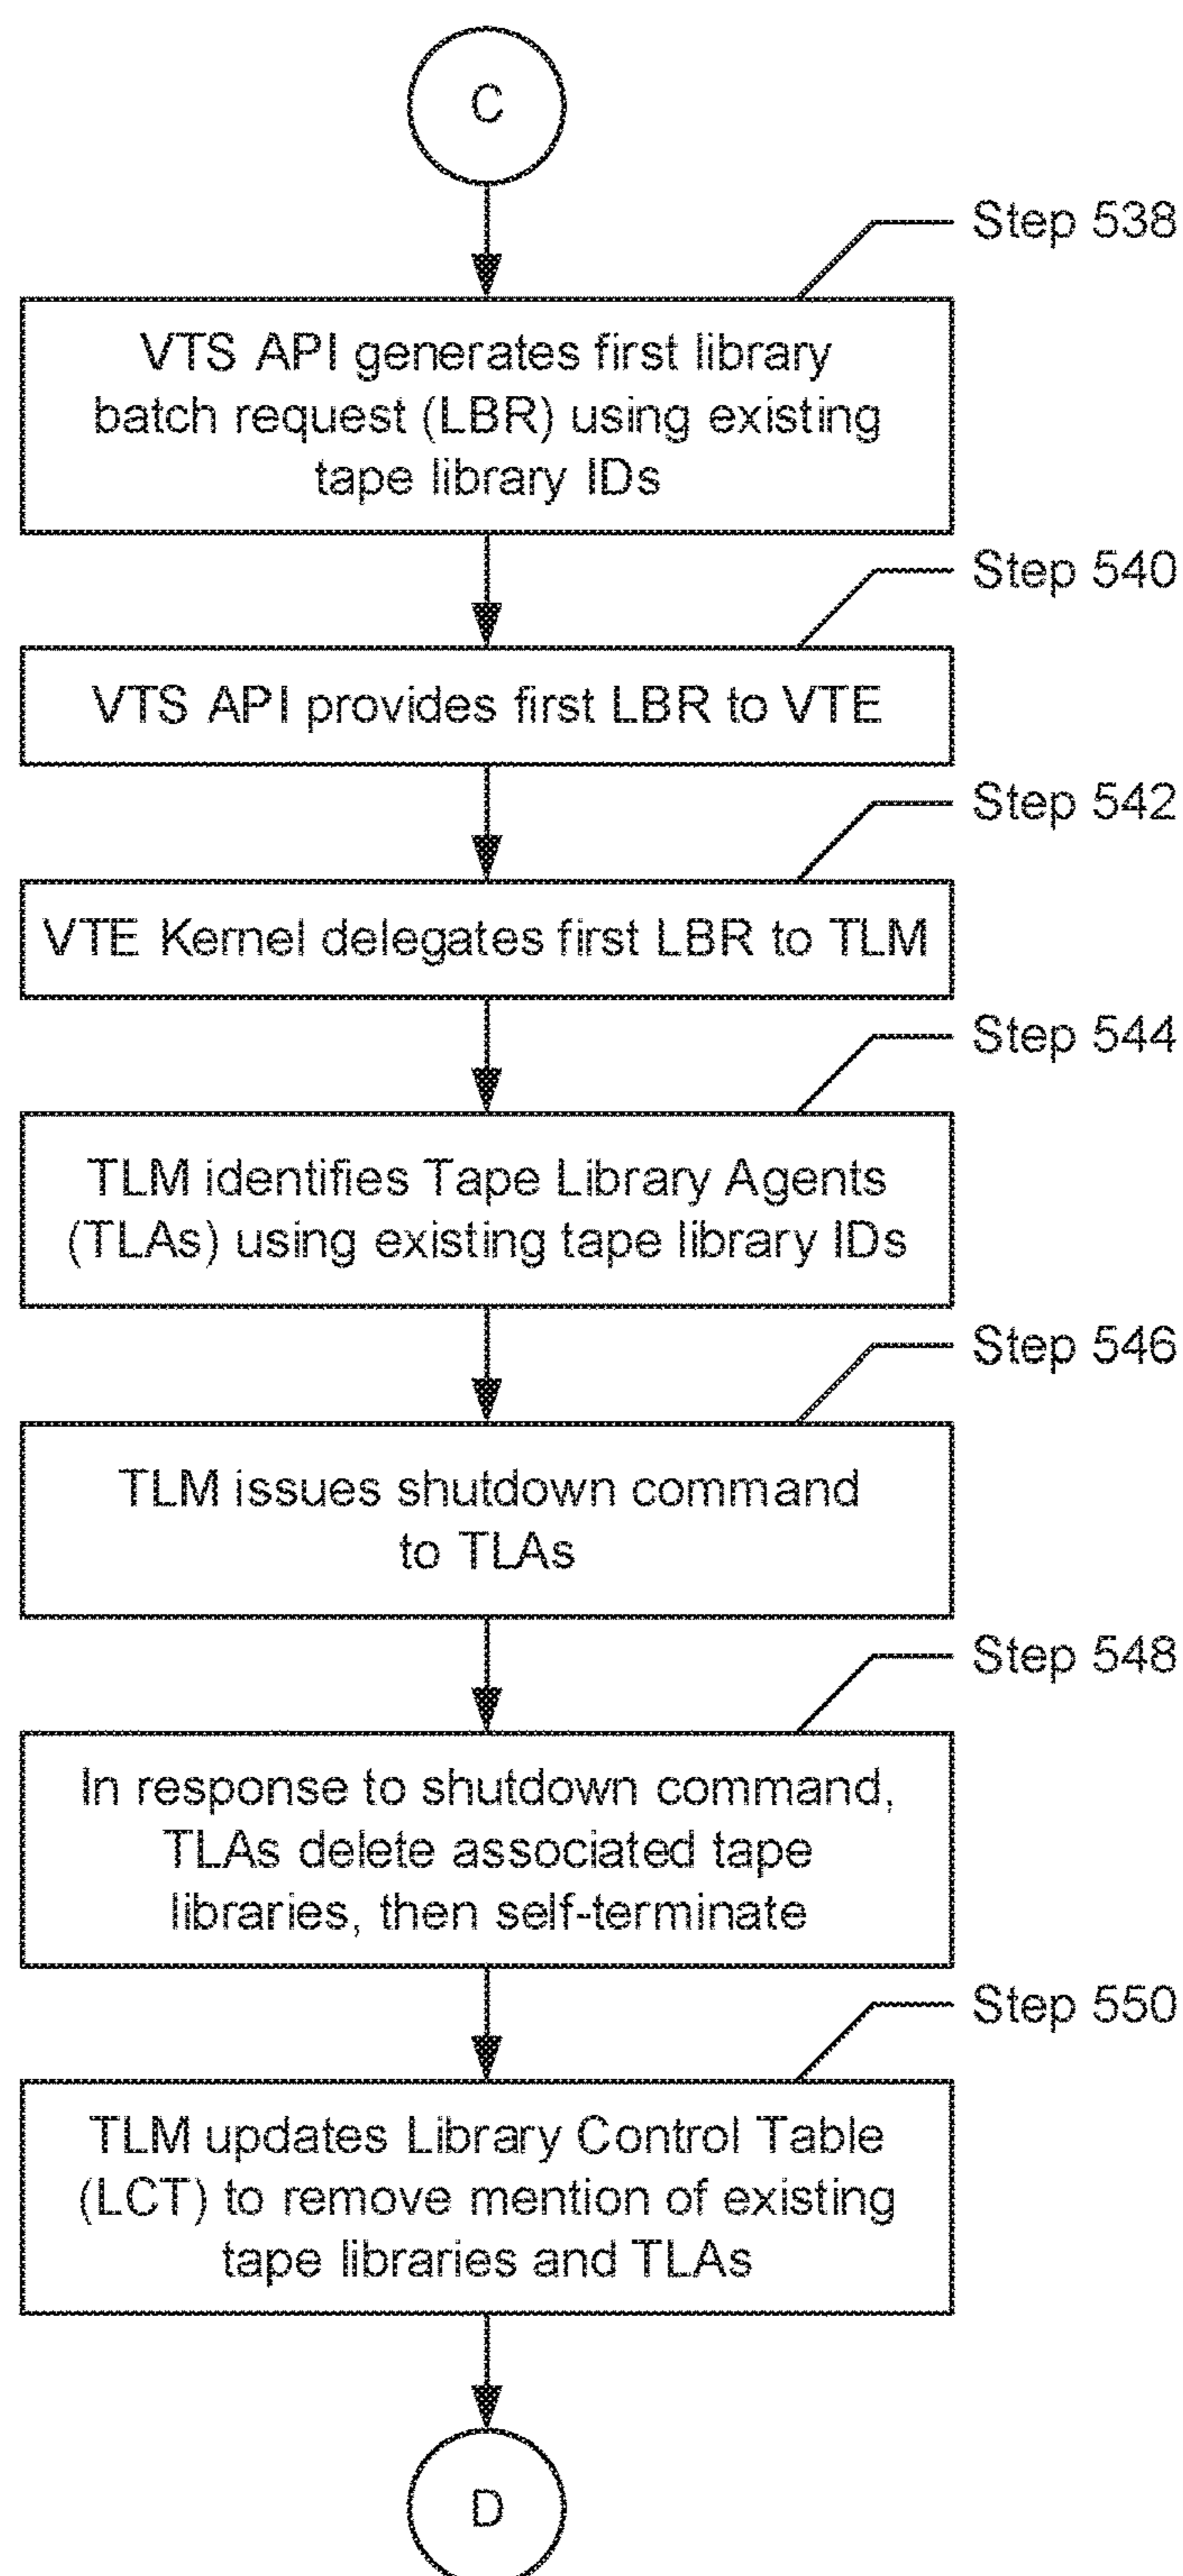 C
Step 538
VTS API generates first library
batch request (LBR) using existing
tape library IDs
Step 540
VTS API provides first LBR to VTE
Step 542
VTE Kernel delegates first LBR to TLM
Step 544
TLM identifies Tape Library Agents
(TLAs) using existing tape library IDs
Step 546
TLM issues shutdown command
to TLAs
Step 548
In response to shutdown command,
TLAs delete associated tape
libraries, then self-terminate
Step 550
TLM updates Library Control Table
(LCT) to remove mention of existing
tape libraries and TLAs
D